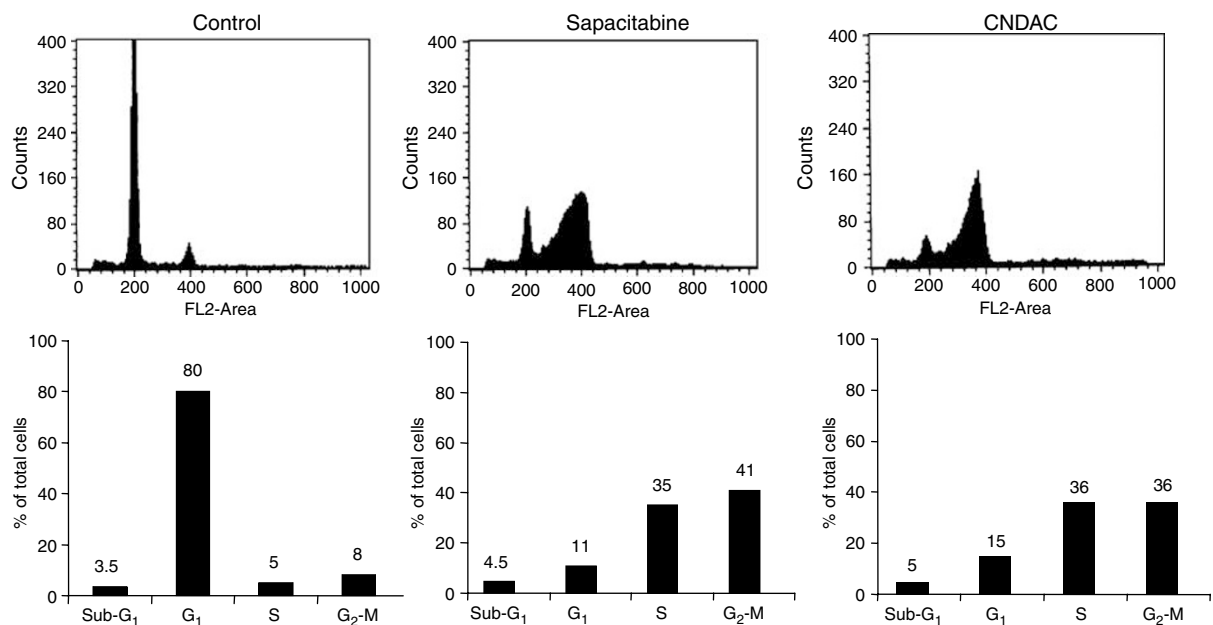 Control
Counts
400
320
240
160
80
0
0 200 400 600 800 1000
FL2-Area
Sapacitabine
Counts
400
320
240
160
80
0
0 200 400 600 800 1000
FL2-Area
CNDAC
Counts
400
320
240
160
80
0
0 200 400 600 800 1000
FL2-Area
% of total cells
100
80
60
40
20
0
3.5 80 5 8
Sub-G₁ G₁ S G₂-M
% of total cells
100
80
60
40
20
0
4.5 11 35 41
Sub-G₁ G₁ S G₂-M
% of total cells
100
80
60
40
20
0
5 15 36 36
Sub-G₁ G₁ S G₂-M